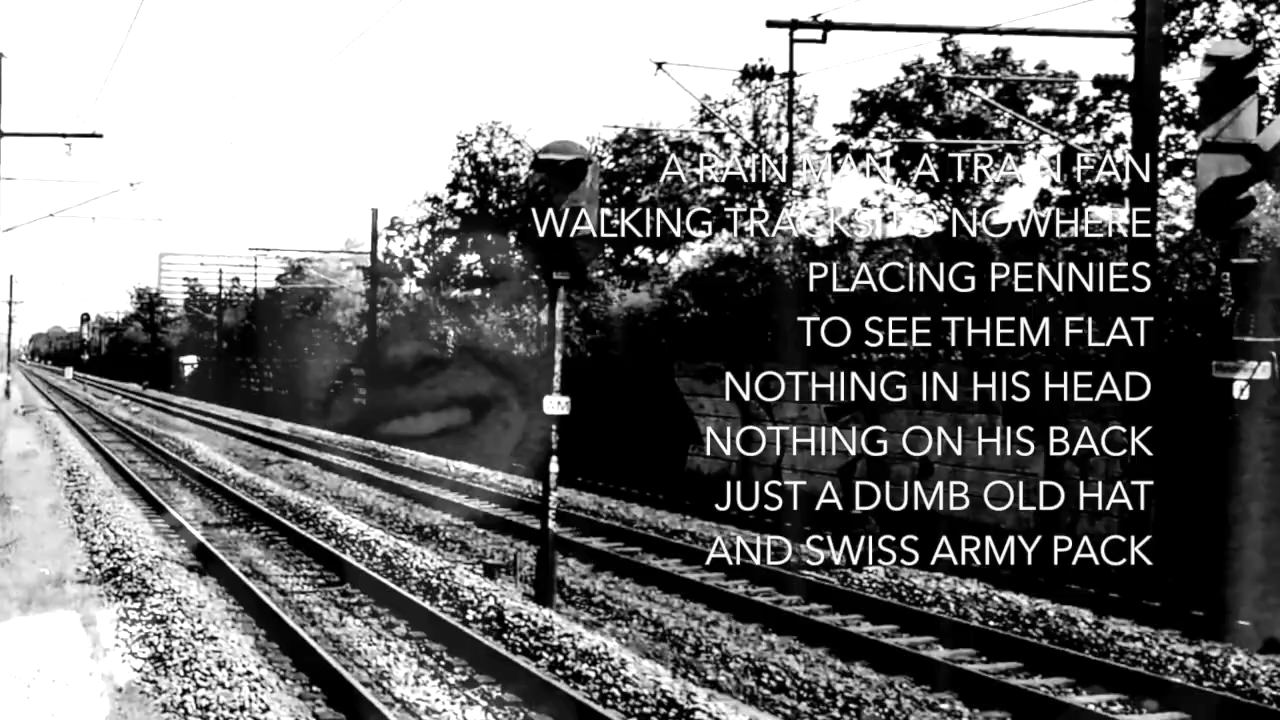 A RAIN MAN, A TRAIN FAN
WALKING TRACKS TO NOWHERE
PLACING PENNIES
TO SEE THEM FLAT
NOTHING IN HIS HEAD
NOTHING ON HIS BACK
JUST A DUMB OLD HAT
AND SWISS ARMY PACK